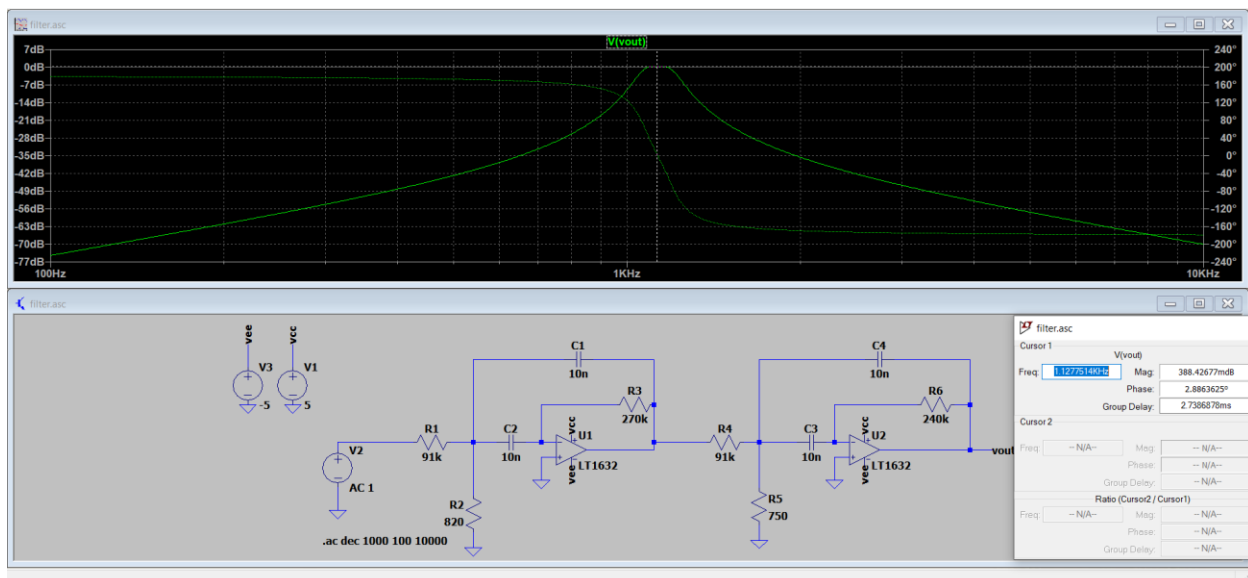 filter.asc
V(vout)
7dB 240°
0dB 200°
-7dB 160°
-14dB 120°
-21dB 80°
-28dB 40°
-35dB 0°
-42dB -40°
-49dB -80°
-56dB -120°
-63dB -160°
-70dB -200°
-77dB -240°
100Hz 1KHz 10KHz
filter.asc
vee vcc
V3 V1
-5 5
C1
10n
R3
270k
R1
91k
C2
10n
vcc
U1
vee
LT1632
V2
AC 1
R2
820
.ac dec 1000 100 10000
C4
10n
R6
240k
R4
91k
C3
10n
vcc
U2
vee
LT1632
vout
R5
750
filter.asc
Cursor 1
V(vout)
Freq: 1.1277514KHz Mag: 388.42677mdB
Phase: 2.8863625°
Group Delay: 2.7386878ms
Cursor 2
Freq: -- N/A-- Mag: -- N/A--
Phase: -- N/A--
Group Delay: -- N/A--
Ratio (Cursor2 / Cursor1)
Freq: -- N/A-- Mag: -- N/A--
Phase: -- N/A--
Group Delay: -- N/A--